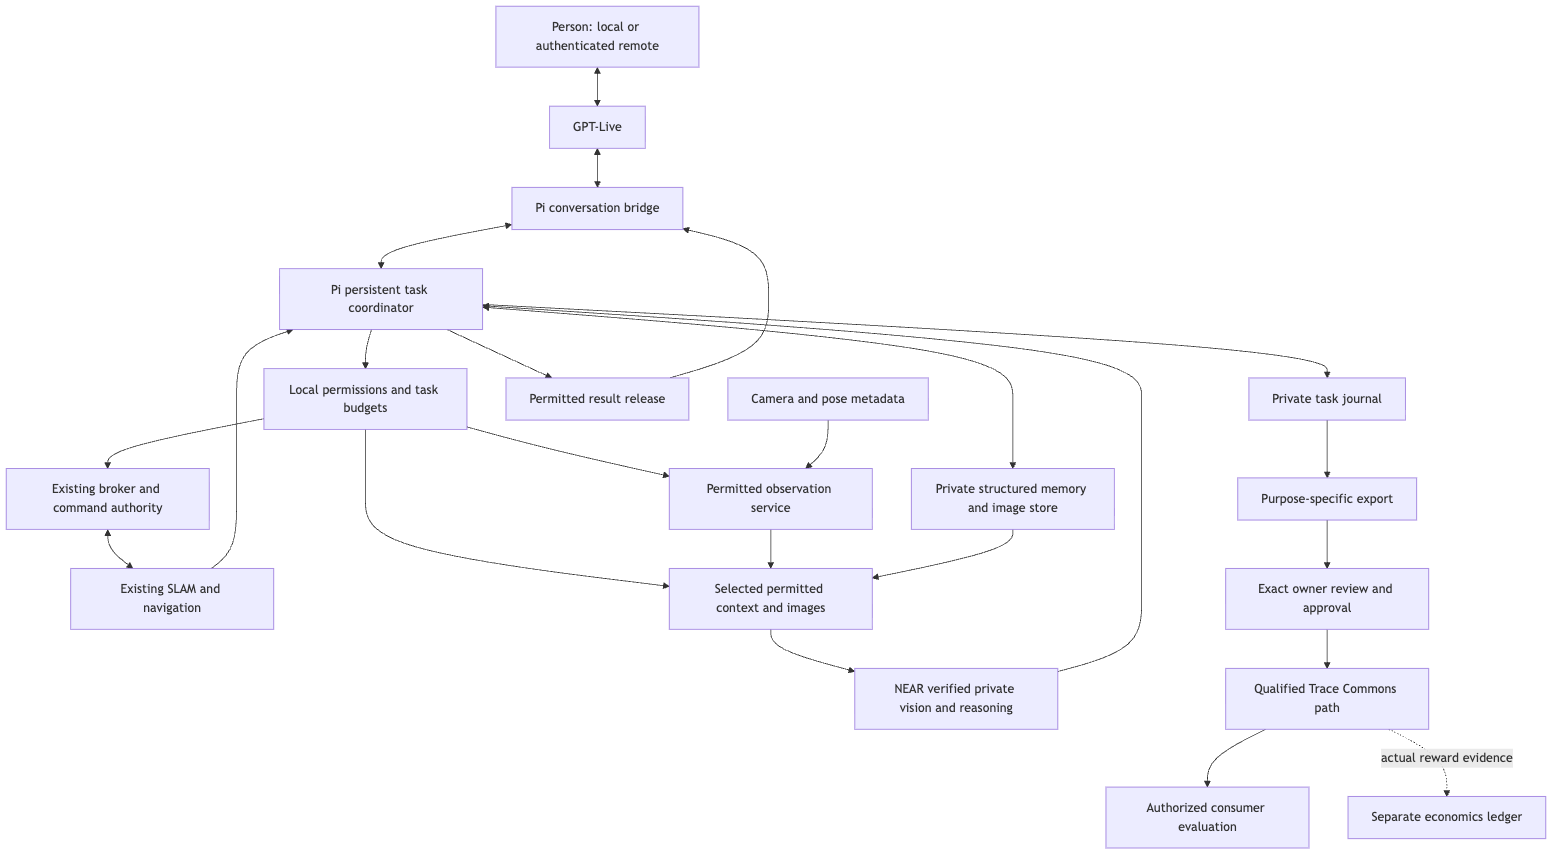 Person: local or
authenticated remote
GPT-Live
Pi conversation bridge
Pi persistent task
coordinator
Local permissions and task
budgets
Permitted result release
Camera and pose metadata
Private task journal
Existing broker and
command authority
Permitted observation
service
Private structured memory
and image store
Purpose-specific export
Existing SLAM and
navigation
Selected permitted
context and images
Exact owner review and
approval
NEAR verified private
vision and reasoning
Qualified Trace Commons
path
actual reward evidence
Authorized consumer
evaluation
Separate economics ledger